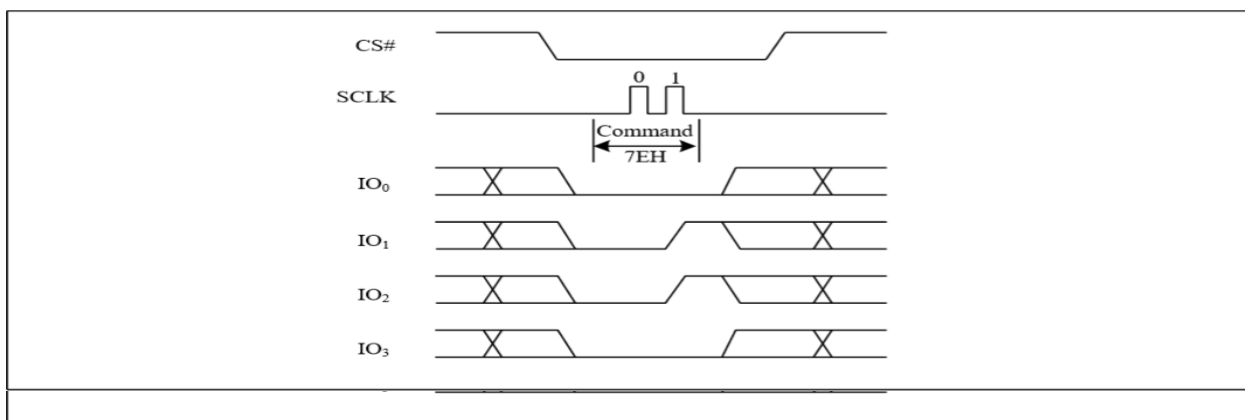 CS#
0 1
SCLK
Command
7EH
IO₀
IO₁
IO₂
IO₃